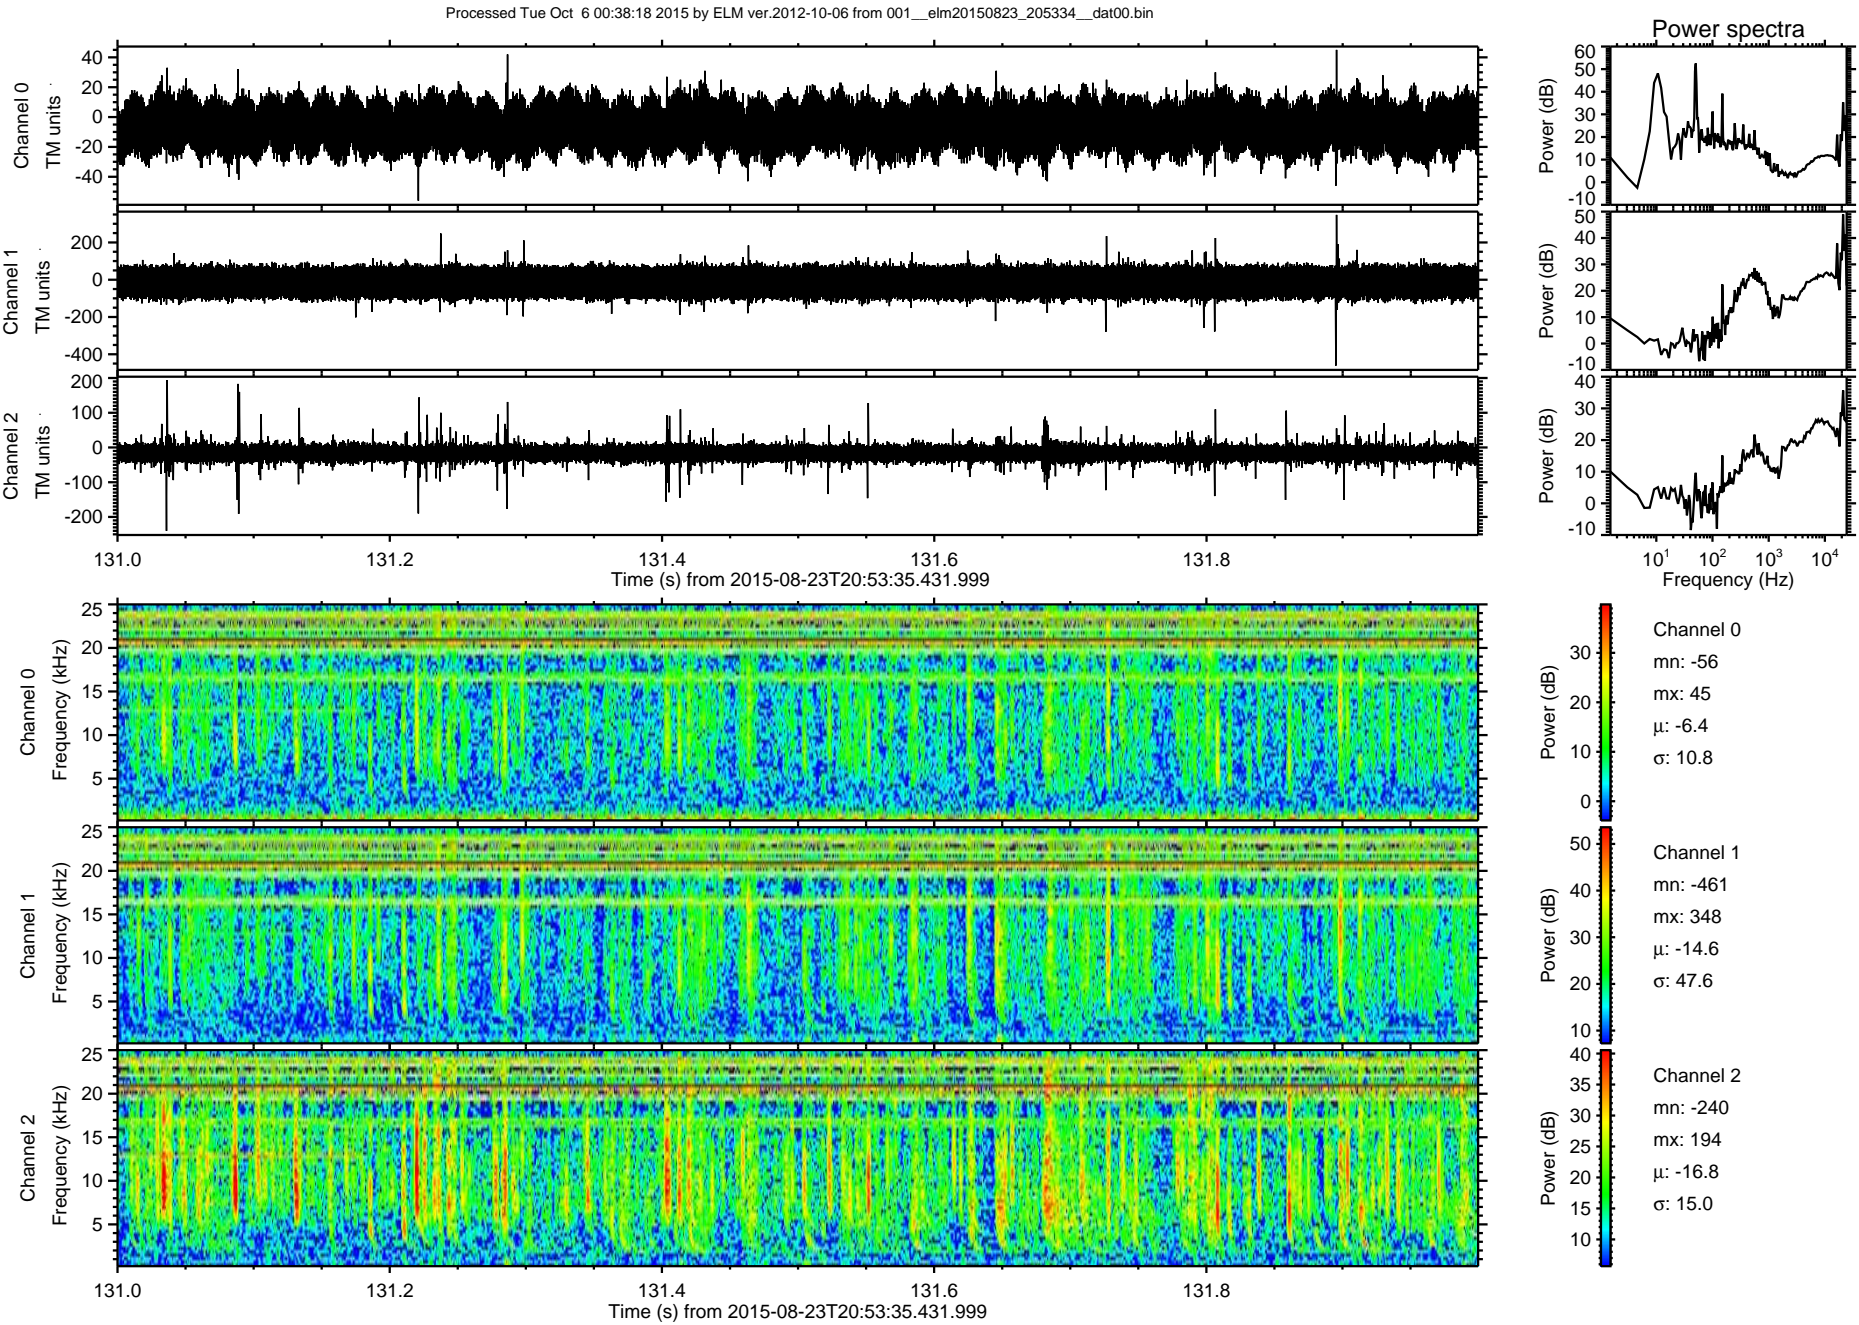 Processed Tue Oct  6 00:38:18 2015 by ELM ver.2012-10-06 from 001__elm20150823_205334__dat00.bin
Power spectra
Channel 0
TM units
40
20
0
-20
-40
Power (dB)
60
50
40
30
20
10
0
-10
Channel 1
TM units
200
0
-200
-400
Power (dB)
50
40
30
20
10
0
-10
Channel 2
TM units
200
100
0
-100
-200
Power (dB)
40
30
20
10
0
-10
131.0 131.2 131.4 131.6 131.8
Time (s) from 2015-08-23T20:53:35.431.999
10^1 10^2 10^3 10^4
Frequency (Hz)
Channel 0
Frequency (kHz)
25
20
15
10
5
Power (dB)
30
20
10
0
Channel 0
mn: -56
mx: 45
μ: -6.4
σ: 10.8
Channel 1
Frequency (kHz)
25
20
15
10
5
Power (dB)
50
40
30
20
10
Channel 1
mn: -461
mx: 348
μ: -14.6
σ: 47.6
Channel 2
Frequency (kHz)
25
20
15
10
5
Power (dB)
40
35
30
25
20
15
10
Channel 2
mn: -240
mx: 194
μ: -16.8
σ: 15.0
131.0 131.2 131.4 131.6 131.8
Time (s) from 2015-08-23T20:53:35.431.999